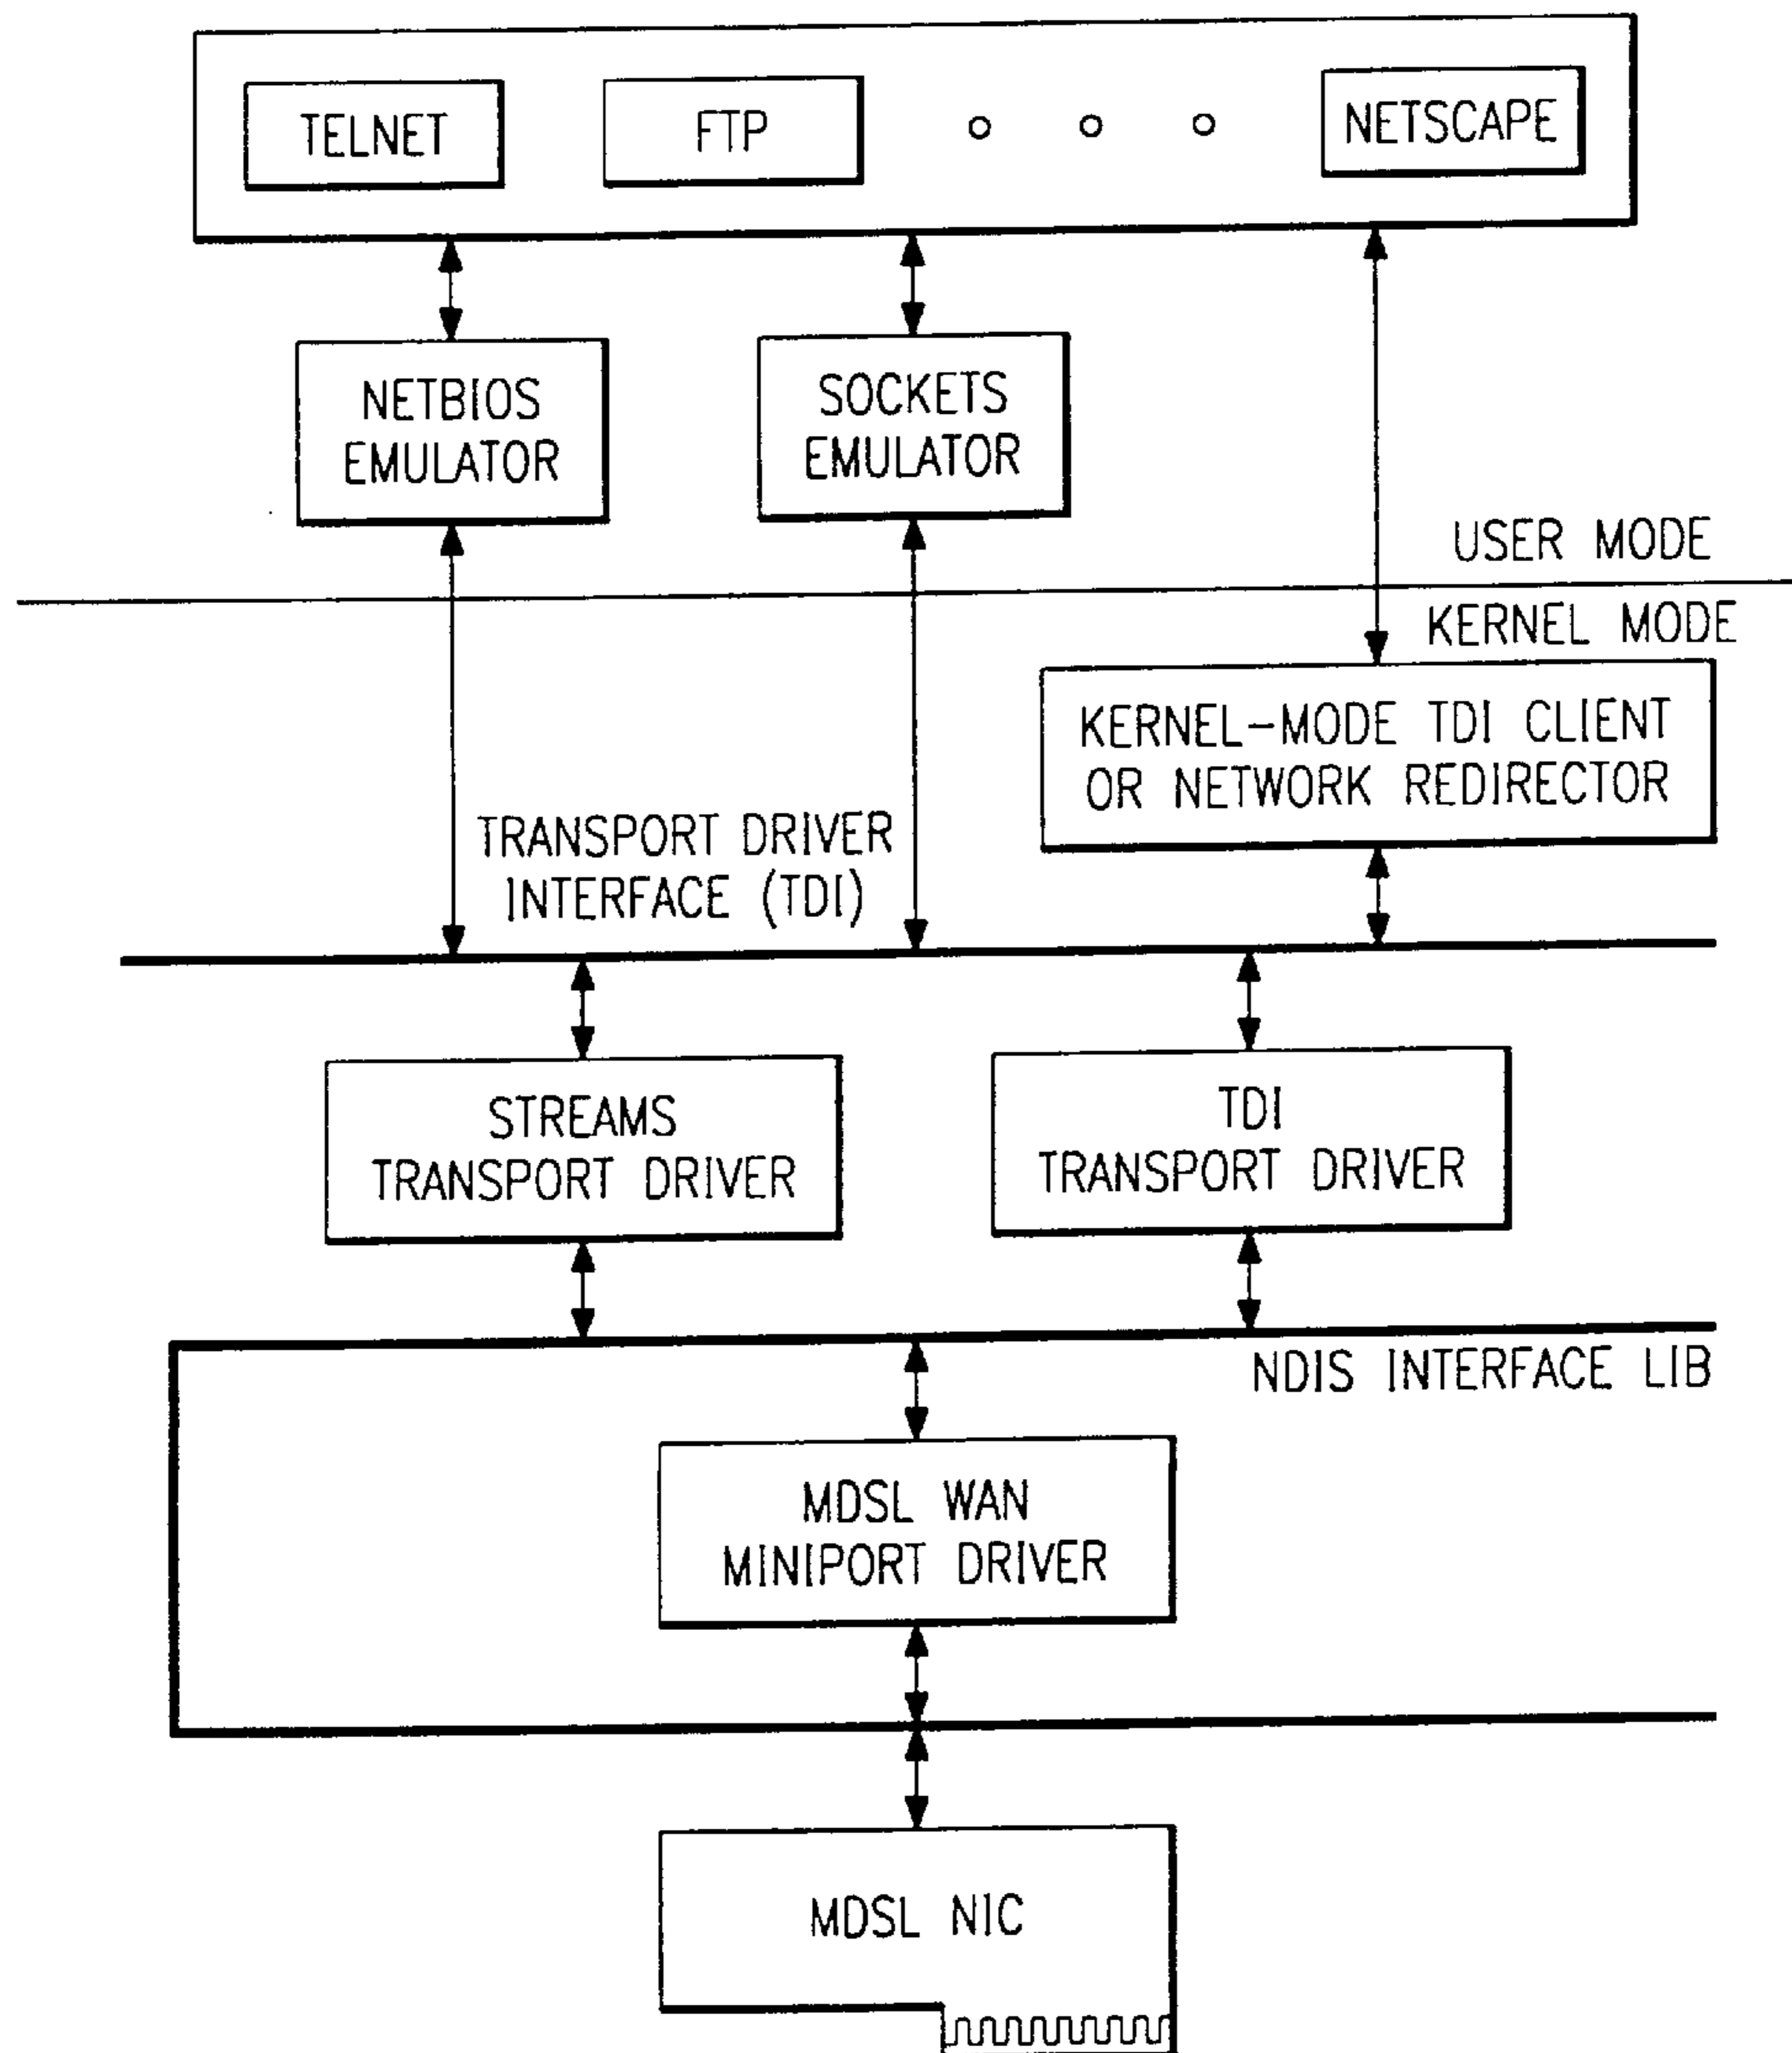 TELNET
FTP
NETSCAPE
NETBIOS
EMULATOR
SOCKETS
EMULATOR
USER MODE
KERNEL MODE
KERNEL-MODE TDI CLIENT
OR NETWORK REDIRECTOR
TRANSPORT DRIVER
INTERFACE (TDI)
STREAMS
TRANSPORT DRIVER
TDI
TRANSPORT DRIVER
NDIS INTERFACE LIB
MDSL WAN
MINIPORT DRIVER
MDSL NIC